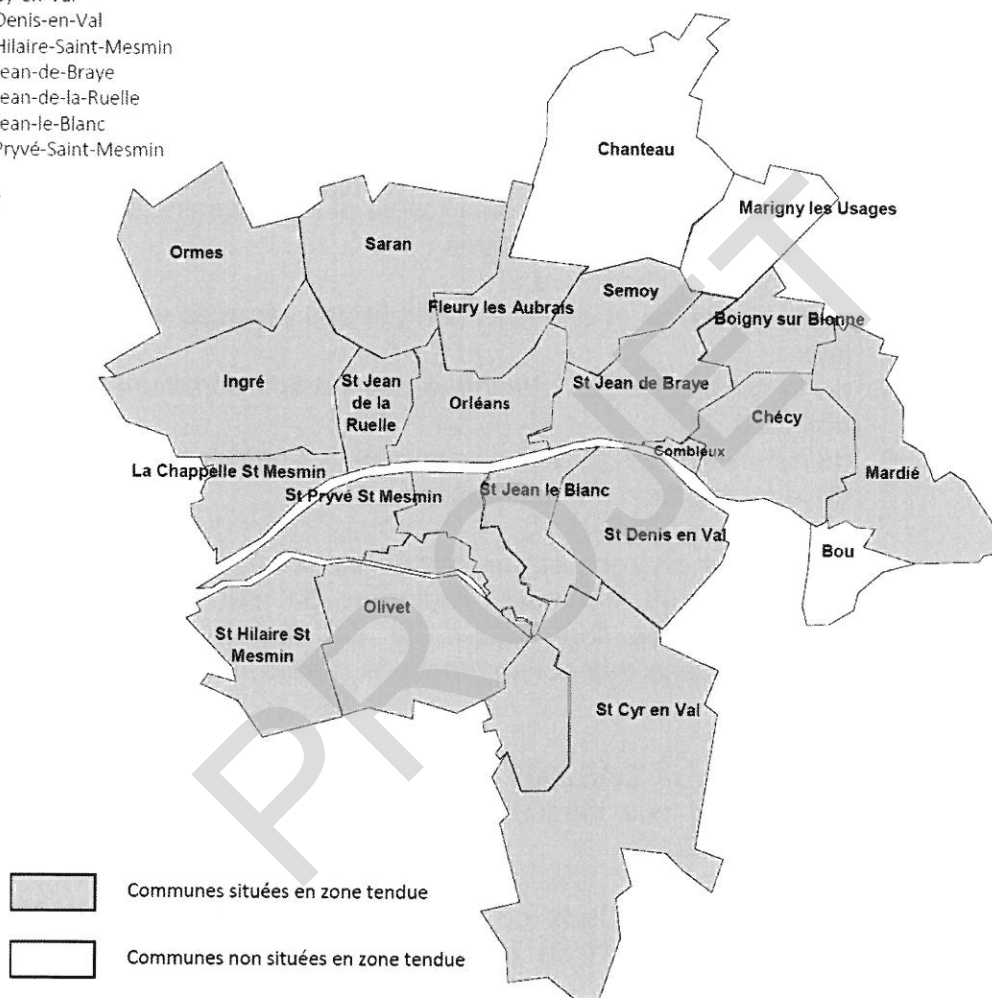 Denis-en-Val
Hilaire-Saint-Mesmin
ean-de-Braye
ean-de-la-Ruelle
ean-le-Blanc
Pryvé-Saint-Mesmin
Chanteau
Marigny les Usages
Ormes
Saran
Semoy
Fleury les Aubrais
Boigny sur Bionne
Ingré
St Jean
de la
Ruelle
Orléans
St Jean de Braye
Chécy
Combleux
La Chappelle St Mesmin
Mardié
St Pryvé St Mesmin
St Jean le Blanc
St Denis en Val
Bou
Olivet
St Hilaire St
Mesmin
St Cyr en Val
PROJET
Communes situées en zone tendue
Communes non situées en zone tendue